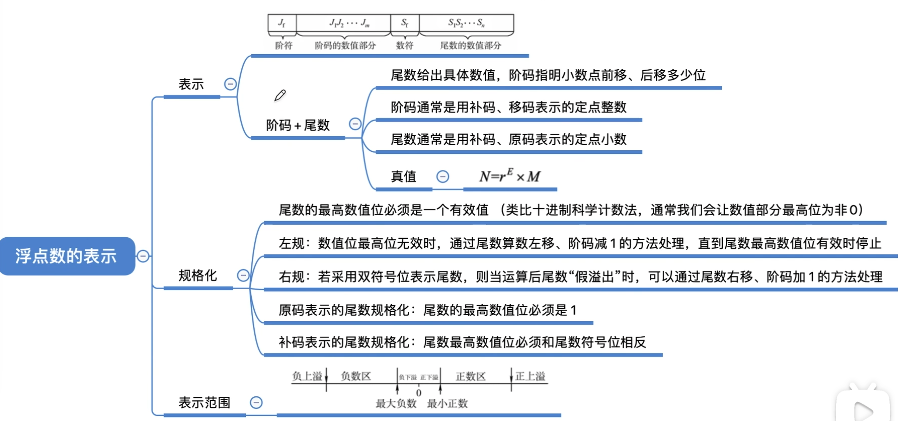 J_f J₁J₂ ··· Jₘ S_f S₁S₂ ··· Sₙ
阶符 阶码的数值部分 数符 尾数的数值部分
表示
阶码 + 尾数
尾数给出具体数值，阶码指明小数点前移、后移多少位
阶码通常是用补码、移码表示的定点整数
尾数通常是用补码、原码表示的定点小数
真值
N=r^E × M
浮点数的表示
规格化
尾数的最高数值位必须是一个有效值 （类比十进制科学计数法，通常我们会让数值部分最高位为非 0）
左规：数值位最高位无效时，通过尾数算数左移、阶码减 1 的方法处理，直到尾数最高数值位有效时停止
右规：若采用双符号位表示尾数，则当运算后尾数“假溢出”时，可以通过尾数右移、阶码加 1 的方法处理
原码表示的尾数规格化：尾数的最高数值位必须是 1
补码表示的尾数规格化：尾数最高数值位必须和尾数符号位相反
表示范围
负上溢 负数区 负下溢 正下溢 正数区 正上溢
0
最大负数 最小正数